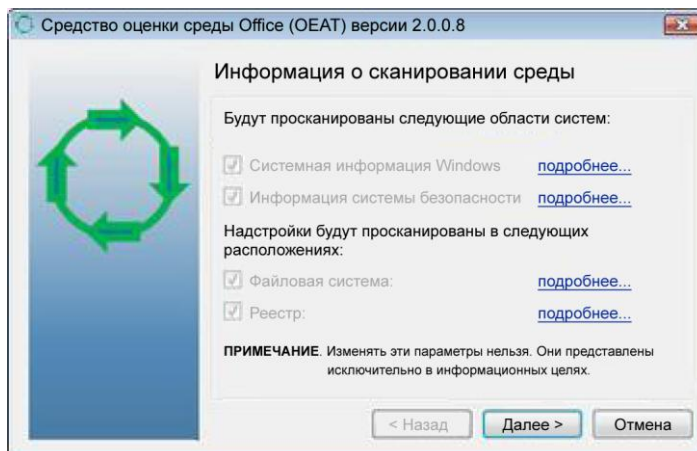 Средство оценки среды Office (OEAT) версии 2.0.0.8
Информация о сканировании среды
Будут просканированы следующие области систем:
Системная информация Windows подробнее...
Информация системы безопасности подробнее...
Надстройки будут просканированы в следующих
расположениях:
Файловая система: подробнее...
Реестр: подробнее...
ПРИМЕЧАНИЕ. Изменять эти параметры нельзя. Они представлены
исключительно в информационных целях.
< Назад Далее > Отмена